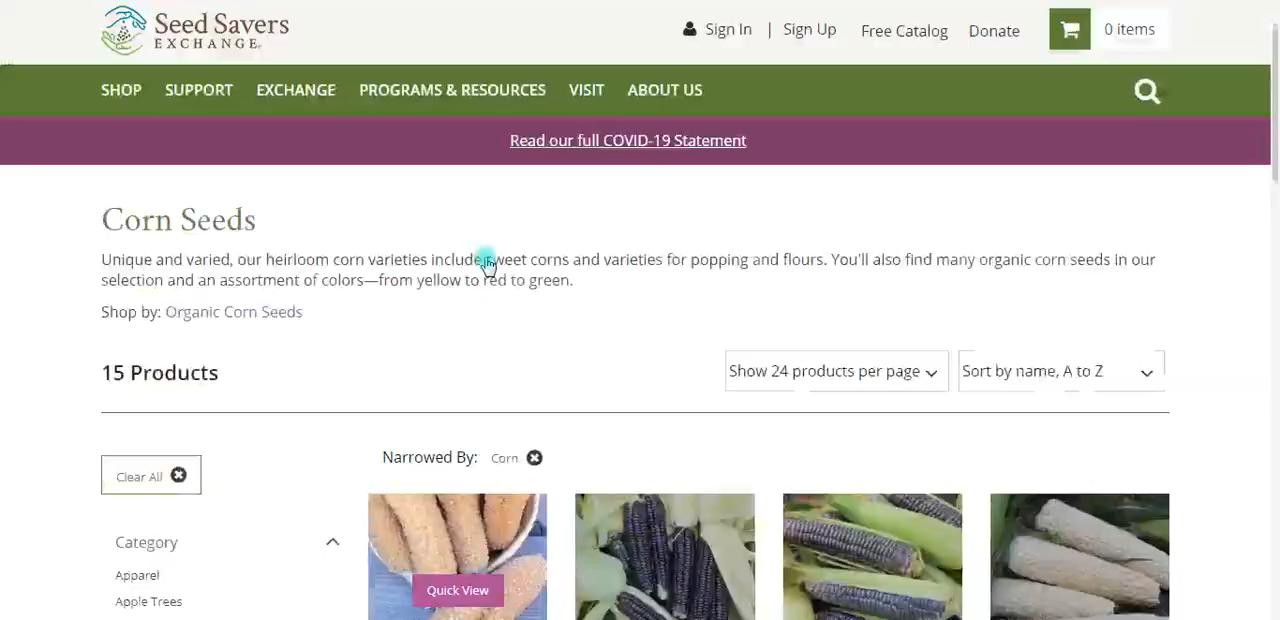 Seed Savers
EXCHANGE
Sign In | Sign Up Free Catalog Donate 0 items
SHOP SUPPORT EXCHANGE PROGRAMS & RESOURCES VISIT ABOUT US
Read our full COVID-19 Statement
Corn Seeds
Unique and varied, our heirloom corn varieties include sweet corns and varieties for popping and flours. You'll also find many organic corn seeds in our
selection and an assortment of colors—from yellow to red to green.
Shop by: Organic Corn Seeds
15 Products Show 24 products per page Sort by name, A to Z
Narrowed By: Corn
Clear All
Category
Apparel
Quick View
Apple Trees